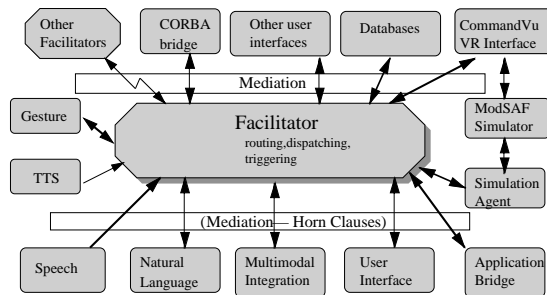 Other
Facilitators
CORBA
bridge
Other user
interfaces
Databases
CommandVu
VR Interface
Mediation
Gesture
Facilitator
routing,dispatching,
triggering
ModSAF
Simulator
TTS
Simulation
Agent
(Mediation— Horn Clauses)
Speech
Natural
Language
Multimodal
Integration
User
Interface
Application
Bridge